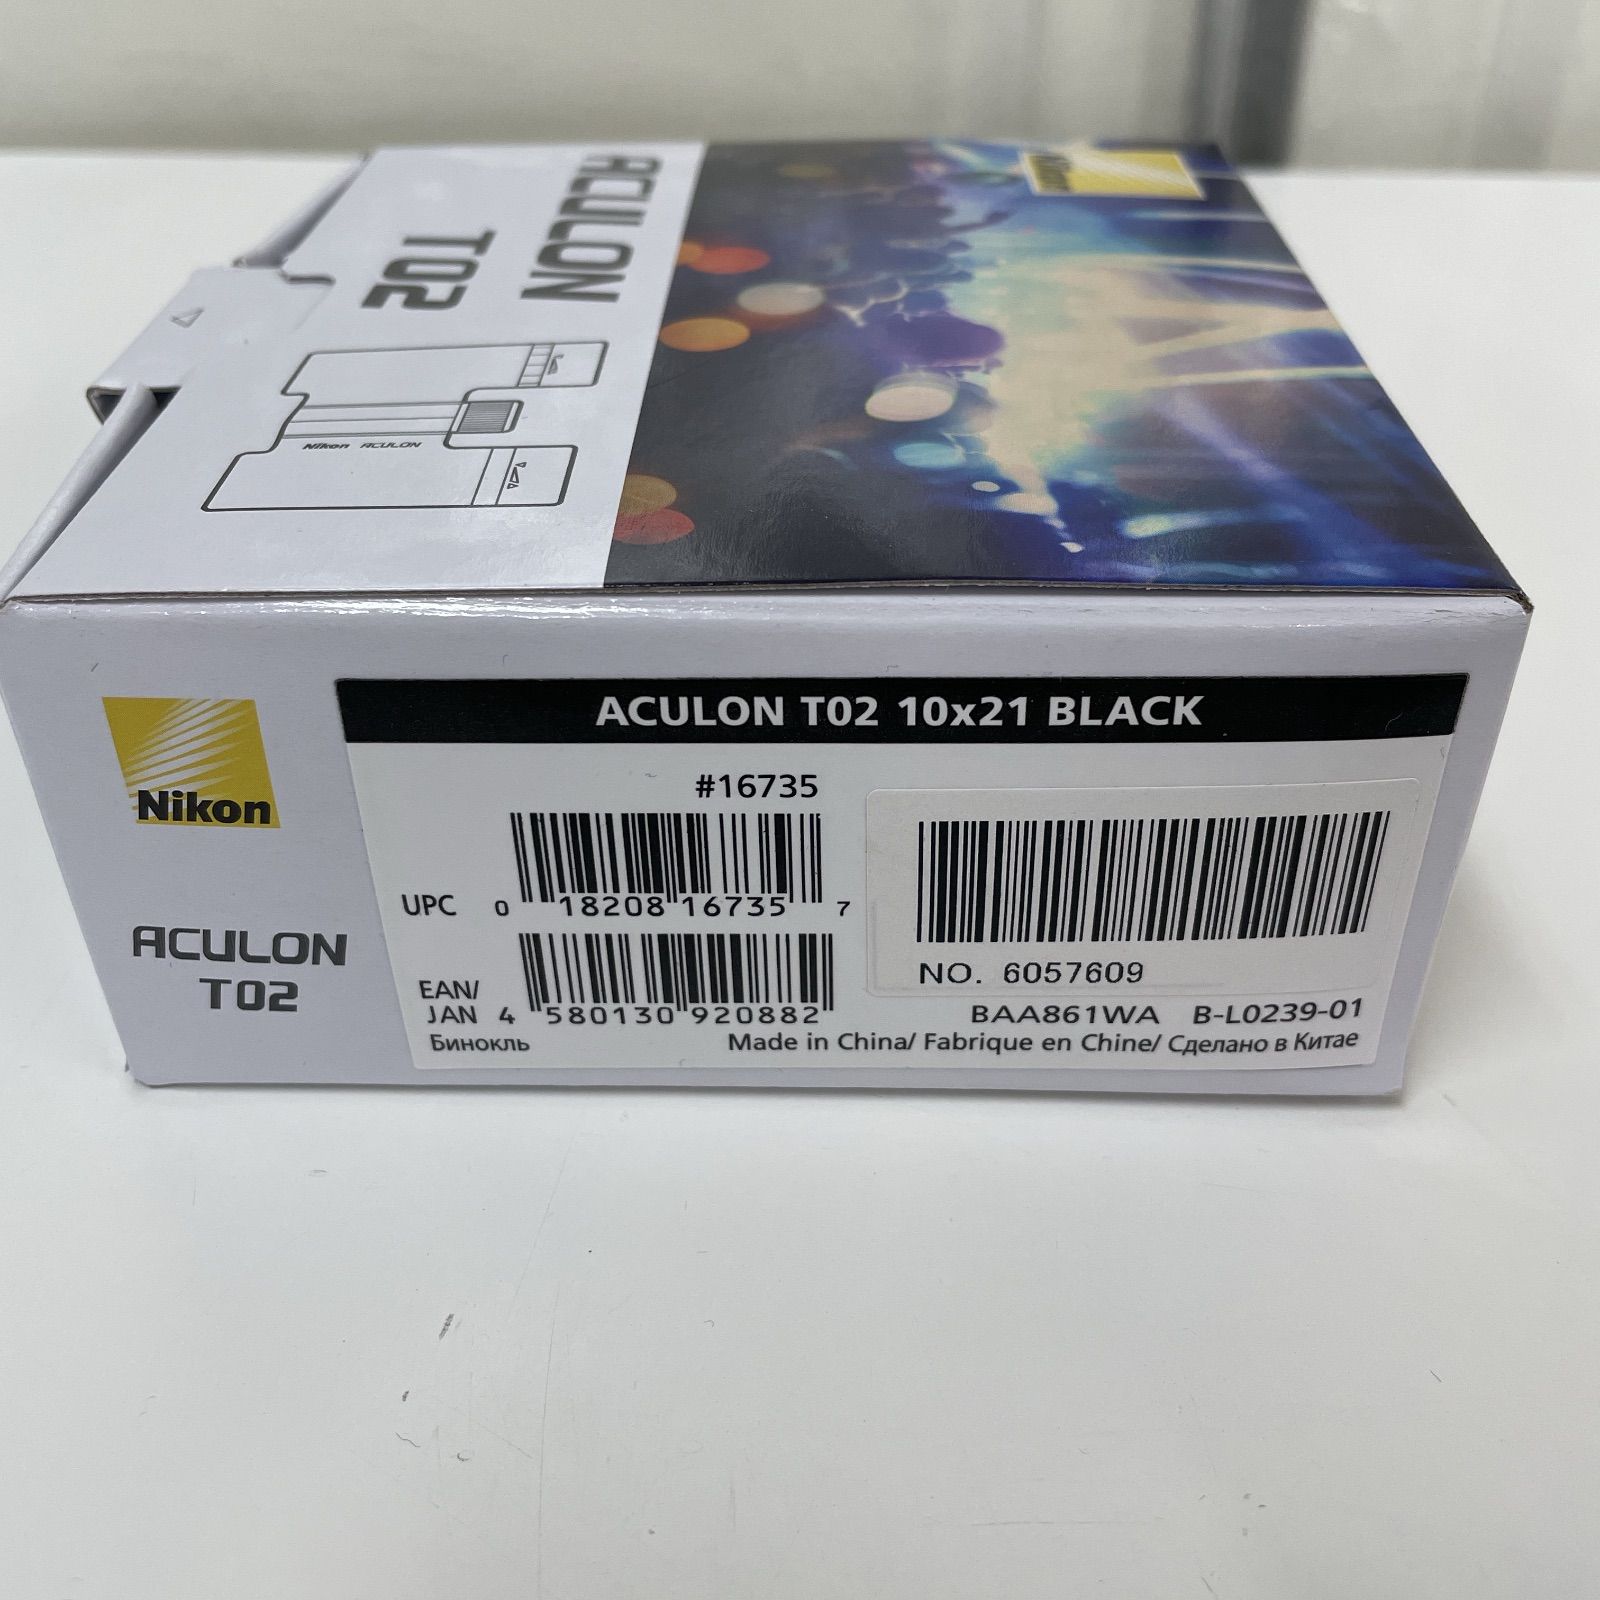 Nikon
ACULON
T02
Nikon ACULON
ACULON T02 10x21 BLACK
Nikon
ACULON
T02
#16735
UPC 0 18208 16735 7
EAN/
JAN 4 580130 920882
Бинокль
NO. 6057609
BAA861WA B-L0239-01
Made in China/ Fabrique en Chine/ Сделано в Китае